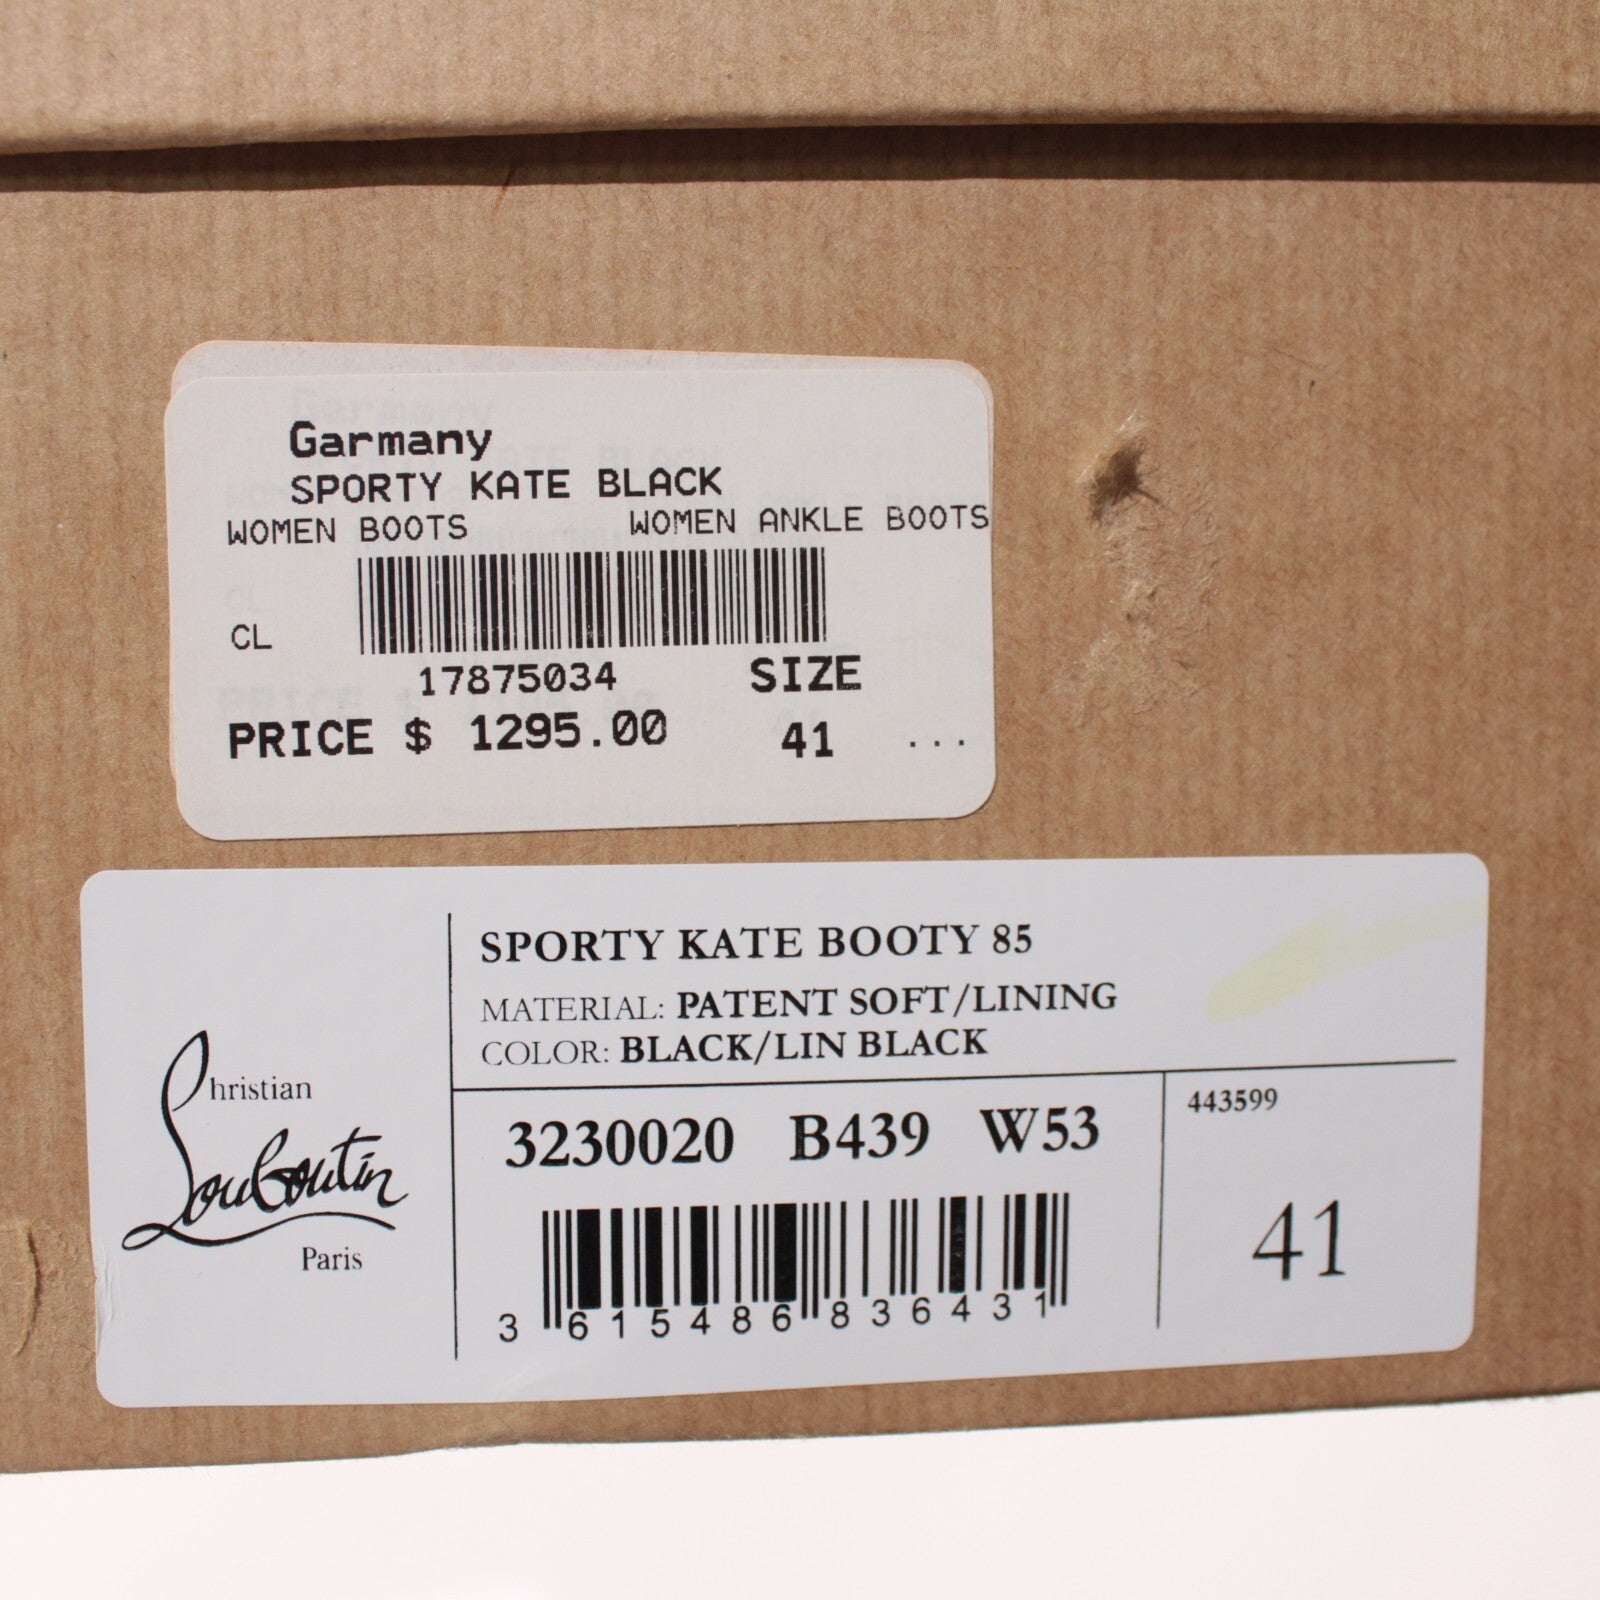 Garmany
SPORTY KATE BLACK
WOMEN BOOTS WOMEN ANKLE BOOTS
CL
17875034 SIZE
PRICE $ 1295.00 41 ...
SPORTY KATE BOOTY 85
MATERIAL: PATENT SOFT/LINING
COLOR: BLACK/LIN BLACK
Christian
Louboutin
Paris
3230020 B439 W53
3 615486 836431
443599
41